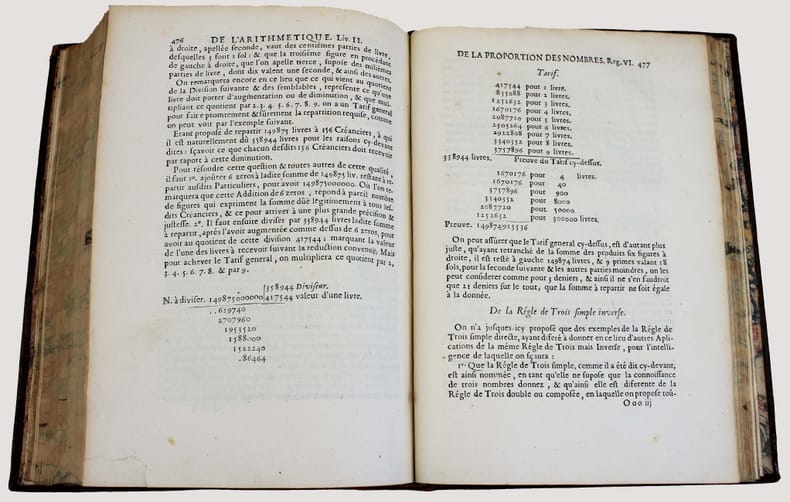 476 DE L'ARITHMETIQUE. Liv. II.
à droite, apellée seconde, vaut des centiémes parties de livre,
desquelles 5 font 1 sol: & que la troisiéme figure en procédant
de gauche à droite, que l'on apelle tierce, supose des milliémes
parties de livre, dont dix valent une seconde, & ainsi des autres.
On remarquera encore en ce lieu que ce qui vient au quotient
de la Division suivante & des semblables, représente ce qu'une
livre doit porter d'augmentation ou de diminution, & que mul-
tipliant ce quotient par 2. 3. 4. 5. 6. 7. 8. 9. on a un Tarif general
pour faire promtement & sûrement la répartition requise, comme
on peut voir par l'exemple suivant.
Etant proposé de repartir 149875 livres à 156 Créanciers, à qui
il est naturellement dû 358944 livres pour les raisons cy-devant
dites: sçavoir ce que chacun desdits 156 Créanciers doit recevoir
par raport à cette diminution.
Pour résoudre cette question & toutes autres de cette qualité,
il faut 1°. ajoûter 6 zeros à ladite somme de 149875 liv. restante à re-
partir ausdits Particuliers, pour avoir 149875000000. Où l'on re-
marquera que cette Addition de 6 zeros, répond à pareil nombre
de figures qui expriment la somme dûë légitimement à tous les-
dits Créanciers, & ce pour arriver à une plus grande précision &
justesse. 2°. Il faut ensuite diviser par 358944 livres ladite somme
à repartir, aprés l'avoir augmentée comme dessus de 6 zeros, pour
avoir au quotient de cette division 417544; marquant la valeur
de l'une des livres à recevoir suivant la reduction convenuë. Mais
pour achever le Tarif general, on multipliera ce quotient par 2,
3. 4. 5. 6. 7. 8. & par 9.
358944 Diviseur.
N. à diviser. 149875000000 417544 valeur d'une livre.
..629740
2707960
1953520
1588000
1522240
.86464
DE LA PROPORTION DES NOMBRES. Reg. VI. 477
Tarif.
417544 pour 1 livre.
835088 pour 2 livres.
1252632 pour 3 livres.
1670176 pour 4 livres.
2087720 pour 5 livres.
2505264 pour 6 livres.
2922808 pour 7 livres.
3340352 pour 8 livres.
3757896 pour 9 livres.
358944 livres. Preuve du Tarif cy-dessus.
1670176 pour 4 livres.
1670176 pour 40
3757896 pour 900
3340352 pour 8000
2087720 pour 50000
1252632 pour 300000 livres.
Preuve. 149874913536
On peut assûrer que le Tarif general cy-dessus, est d'autant plus
juste, qu'ayant retranché de la somme des produits six figures à
droite, il est resté à gauche 149874 livres, & 9 primes valant 18
sols, pour la seconde suivante & les autres parties moindres, on les
peut considérer comme pour 3 deniers, & ainsi il ne s'en faudroit
que 21 deniers sur le tout, que la somme à repartir ne soit égale
à la donnée.
De la Régle de Trois simple inverse.
On n'a jusques-icy proposé que des exemples de la Régle de
Trois simple directe, ayant diferé à donner en ce lieu d'autres Apli-
cations de la même Régle de Trois mais Inverse, pour l'intelli-
gence de laquelle on sçaura:
1°. Que la Régle de Trois simple, comme il a été dit cy-devant,
est ainsi nommée, en tant qu'elle ne supose que la connoissance
de trois nombres donnez, & qu'ainsi elle est diferente de la
Régle de Trois double ou composée, en laquelle on propose toû-
Ooo iij